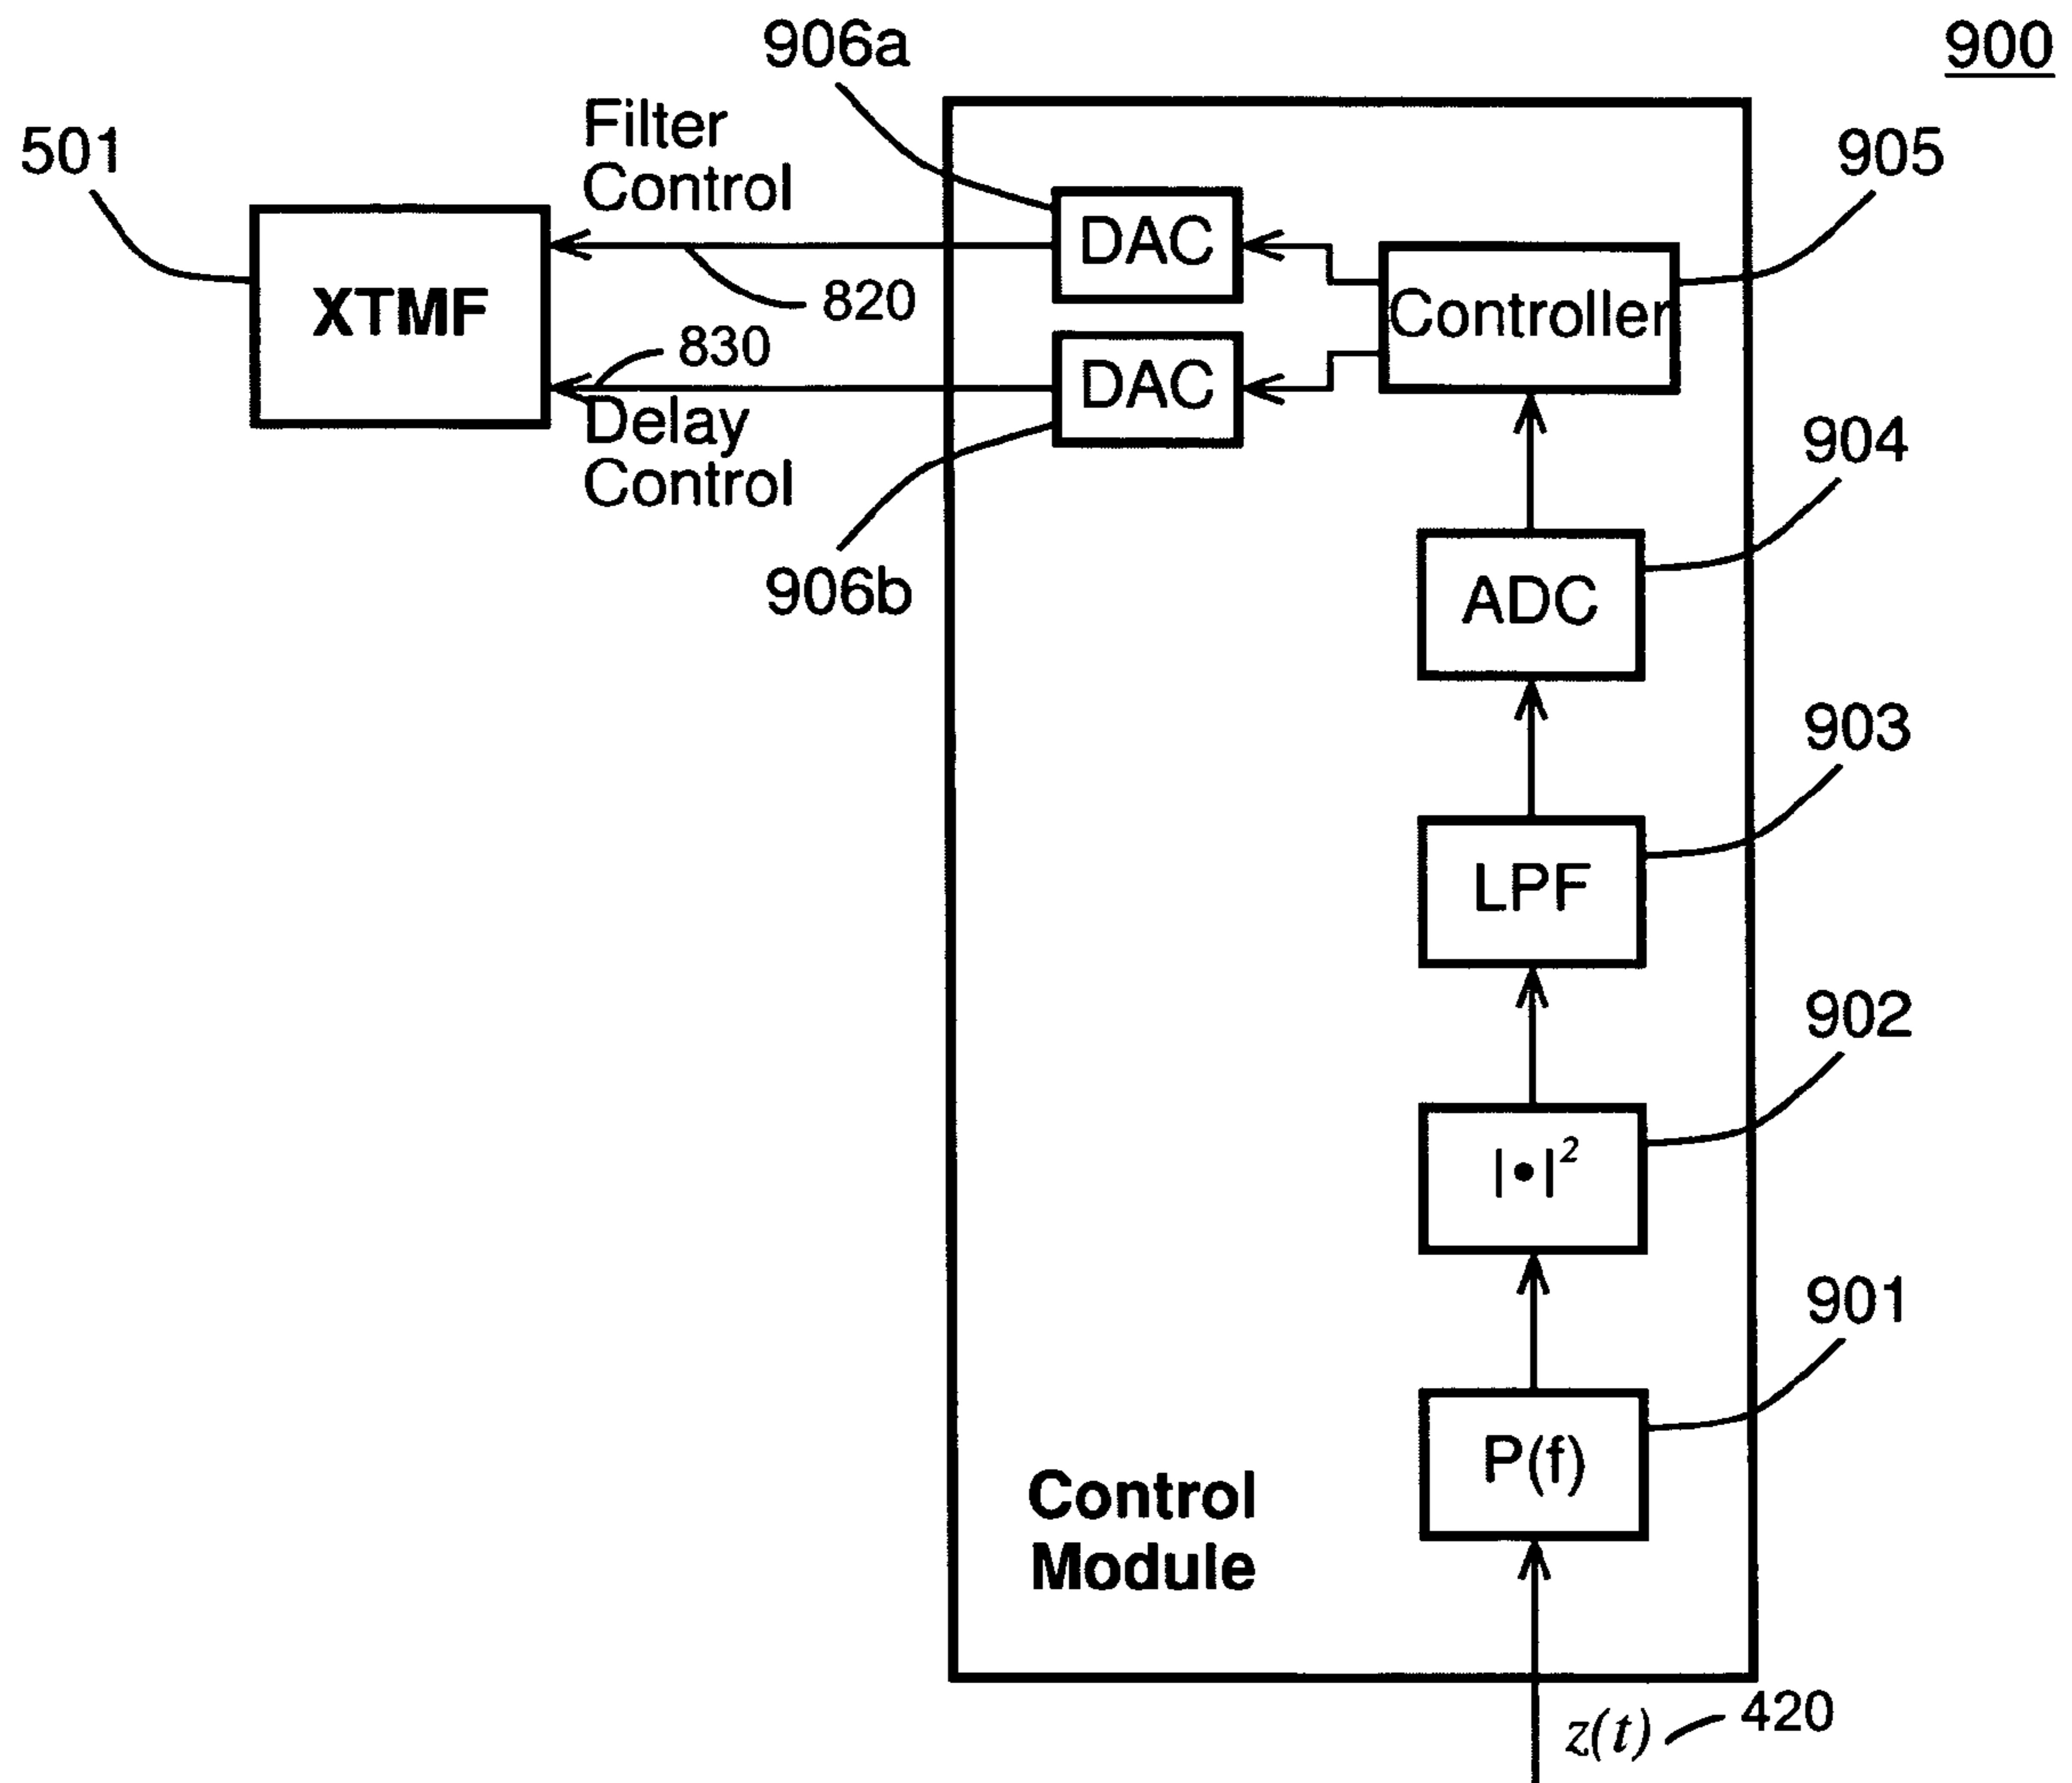 906a
900
Filter
Control
501
905
DAC
XTMF
820
Controller
830
DAC
Delay
Control
904
906b
ADC
903
LPF
902
|•|²
901
P(f)
Control
Module
z(t)
420